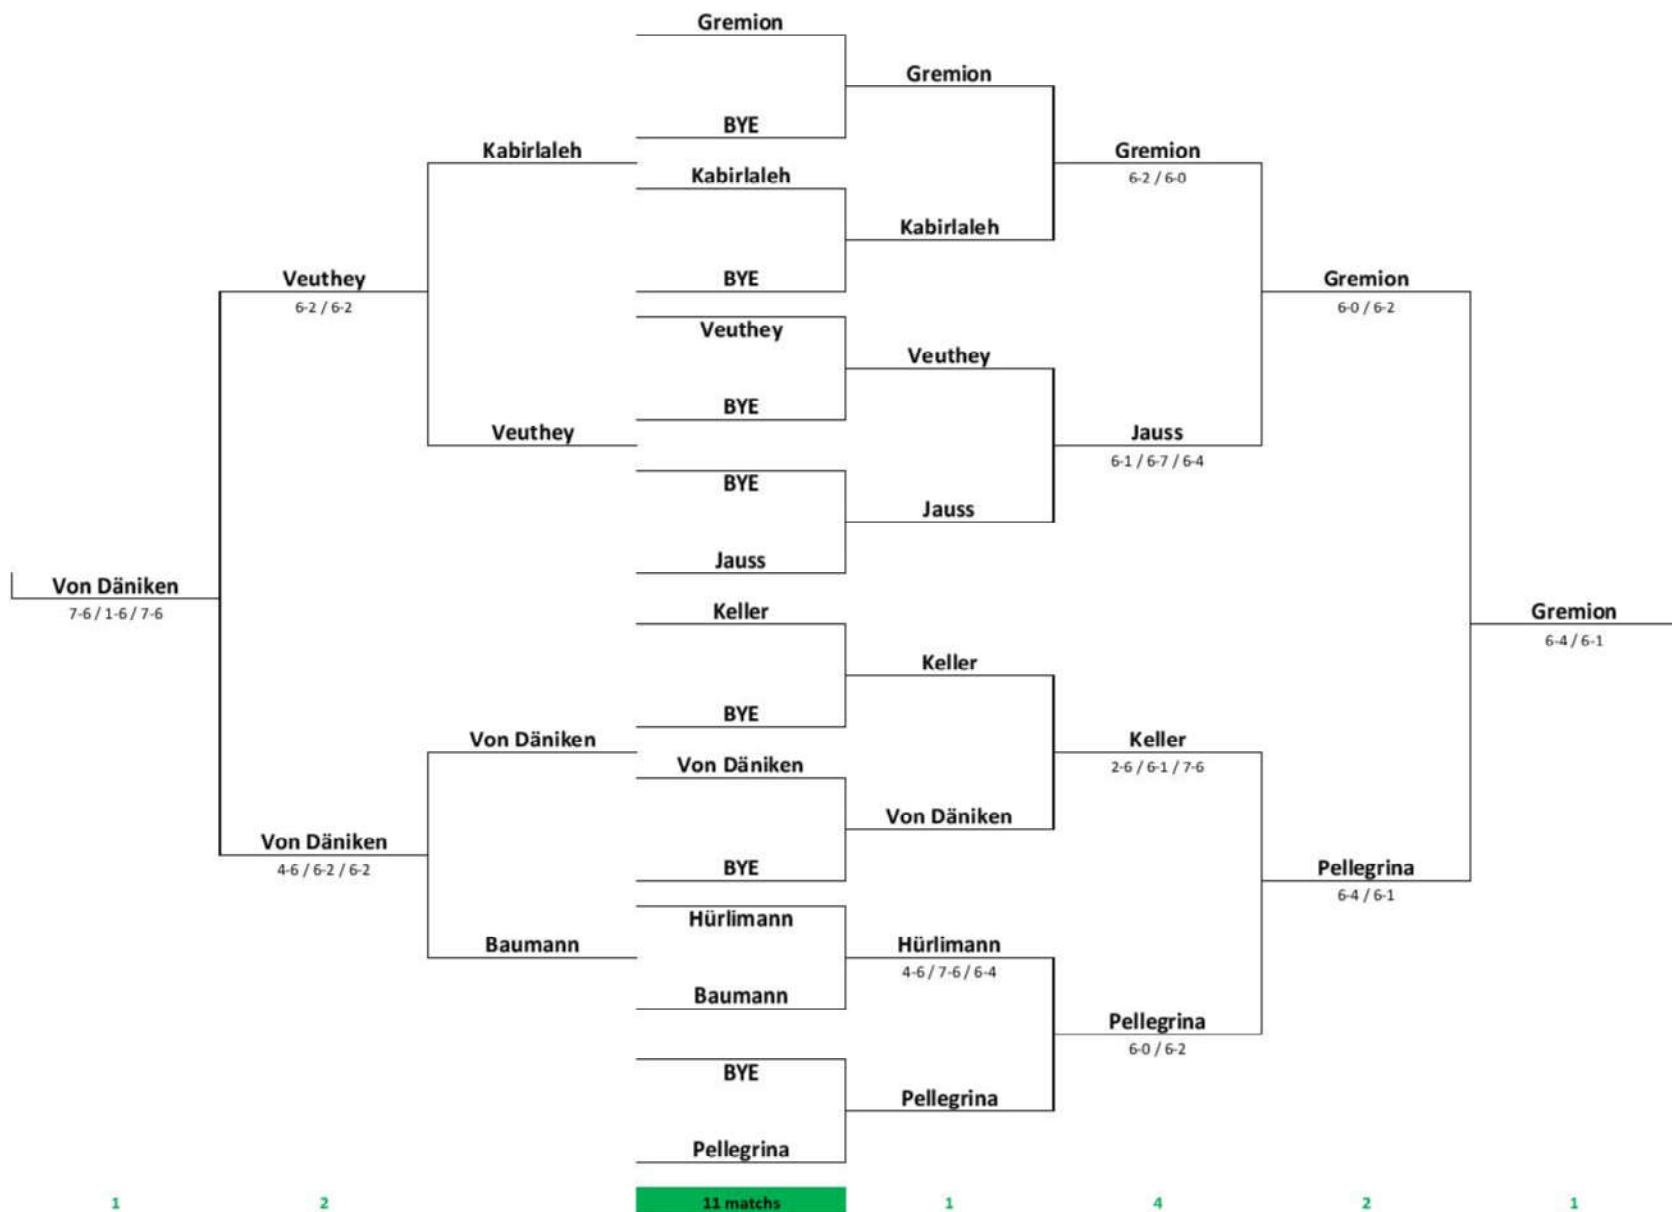 Gremion
Gremion
BYE
Kabirlaleh
Gremion
6-2 / 6-0
Kabirlaleh
Kabirlaleh
Veuthey
6-2 / 6-2
BYE
Gremion
6-0 / 6-2
Veuthey
Veuthey
BYE
Veuthey
Jauss
6-1 / 6-7 / 6-4
BYE
Jauss
Jauss
Von Däniken
7-6 / 1-6 / 7-6
Keller
Gremion
6-4 / 6-1
Keller
BYE
Von Däniken
Keller
2-6 / 6-1 / 7-6
Von Däniken
Von Däniken
Von Däniken
4-6 / 6-2 / 6-2
BYE
Pellegrina
6-4 / 6-1
Hürlimann
Baumann
Hürlimann
4-6 / 7-6 / 6-4
Baumann
Pellegrina
6-0 / 6-2
BYE
Pellegrina
Pellegrina
1 2 11 matchs 1 4 2 1